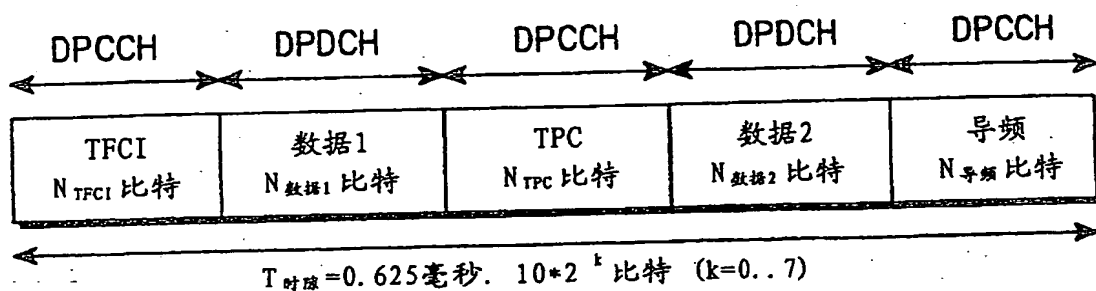 DPCCH DPDCH DPCCH DPDCH DPCCH
TFCI 数据1 TPC 数据2 导频
N TFCI 比特 N 数据1 比特 N TPC 比特 N 数据2 比特 N 导频 比特
T 时隙 =0.625毫秒. 10*2 k 比特 (k=0..7)